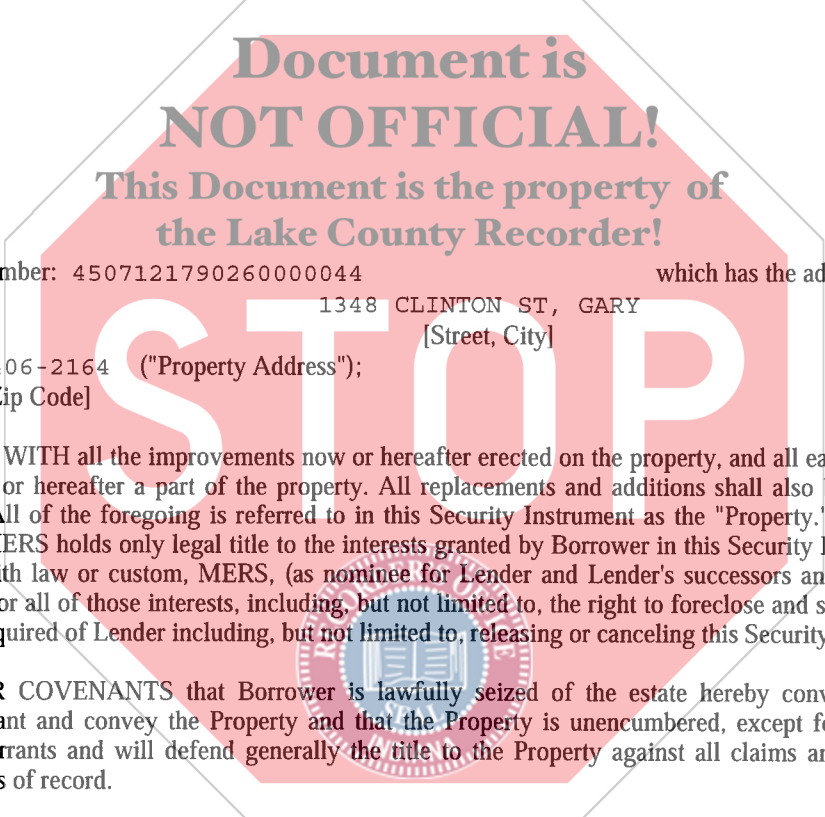 Document is
NOT OFFICIAL!
This Document is the property of
the Lake County Recorder!
mber: 4507121790260000044 which has the ad
1348 CLINTON ST, GARY
[Street, City]
06-2164 ("Property Address");
Zip Code]
STOP
WITH all the improvements now or hereafter erected on the property, and all ea
or hereafter a part of the property. All replacements and additions shall also
All of the foregoing is referred to in this Security Instrument as the "Property."
MERS holds only legal title to the interests granted by Borrower in this Security I
th law or custom, MERS, (as nominee for Lender and Lender's successors an
or all of those interests, including, but not limited to, the right to foreclose and s
quired of Lender including, but not limited to, releasing or canceling this Security
R COVENANTS that Borrower is lawfully seized of the estate hereby conv
ant and convey the Property and that the Property is unencumbered, except fo
rrants and will defend generally the title to the Property against all claims an
s of record.
RECORDER'S OFFICE
SEAL